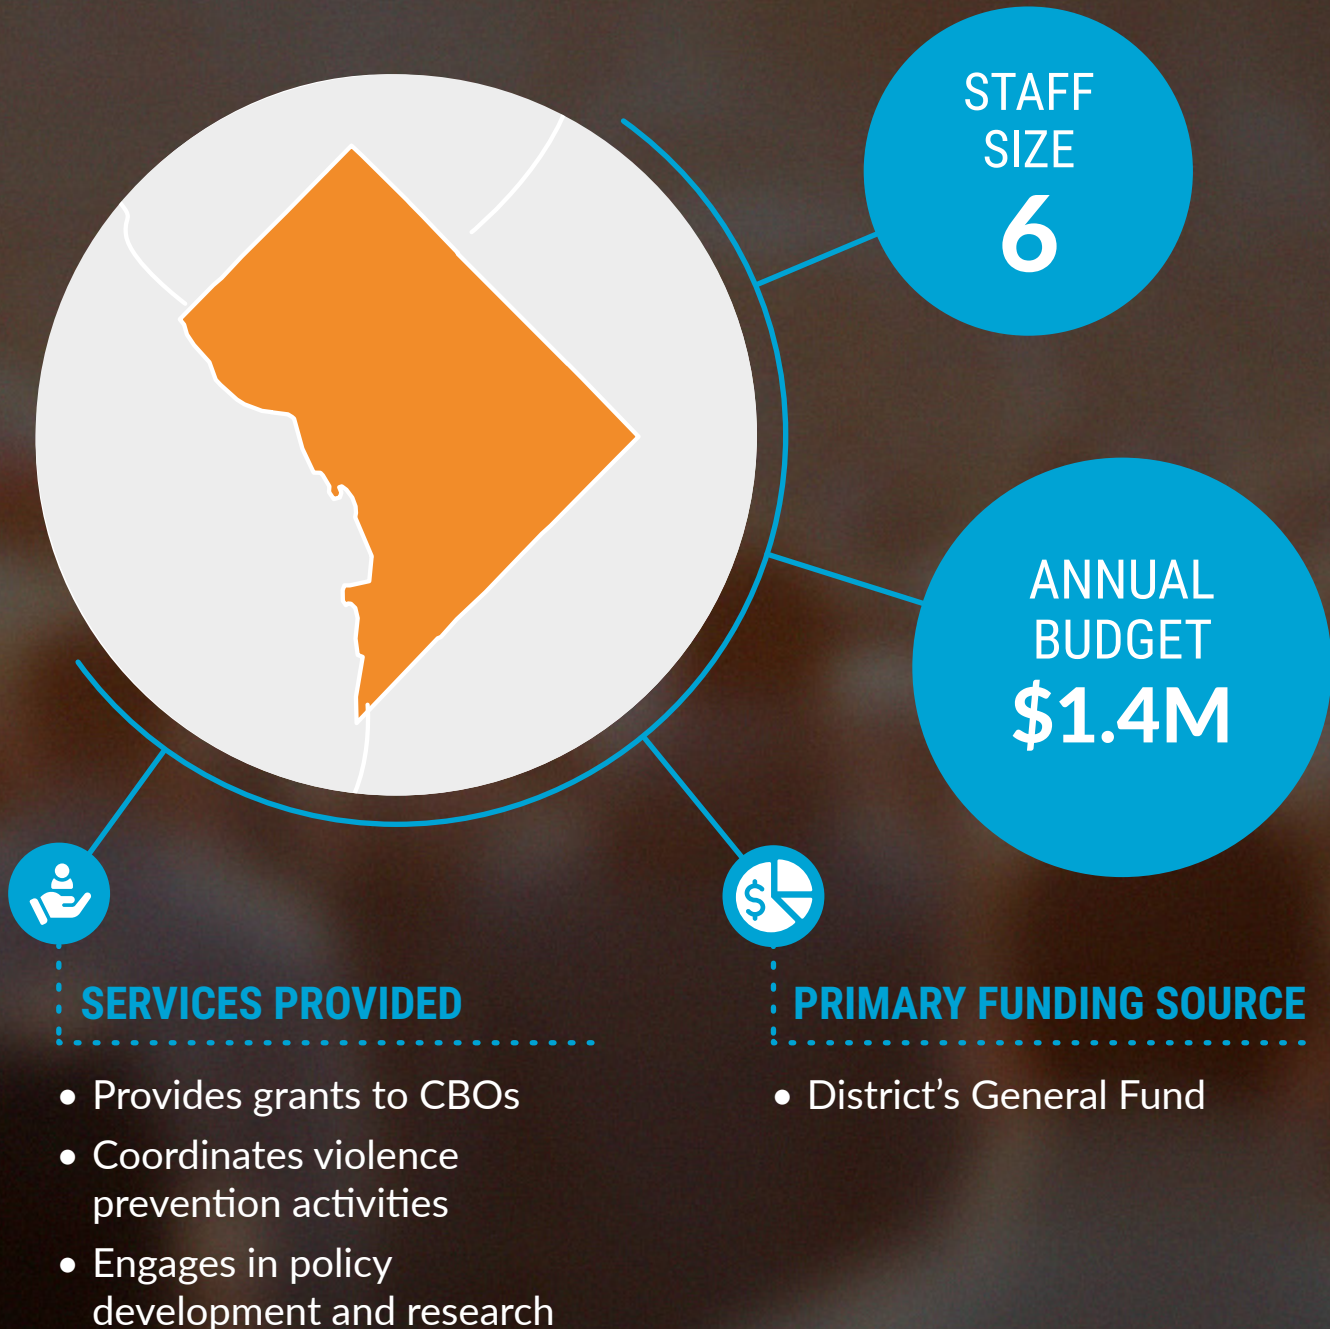 STAFF
SIZE
6
ANNUAL
BUDGET
$1.4M
SERVICES PROVIDED
• Provides grants to CBOs
• Coordinates violence
prevention activities
• Engages in policy
development and research
PRIMARY FUNDING SOURCE
• District’s General Fund